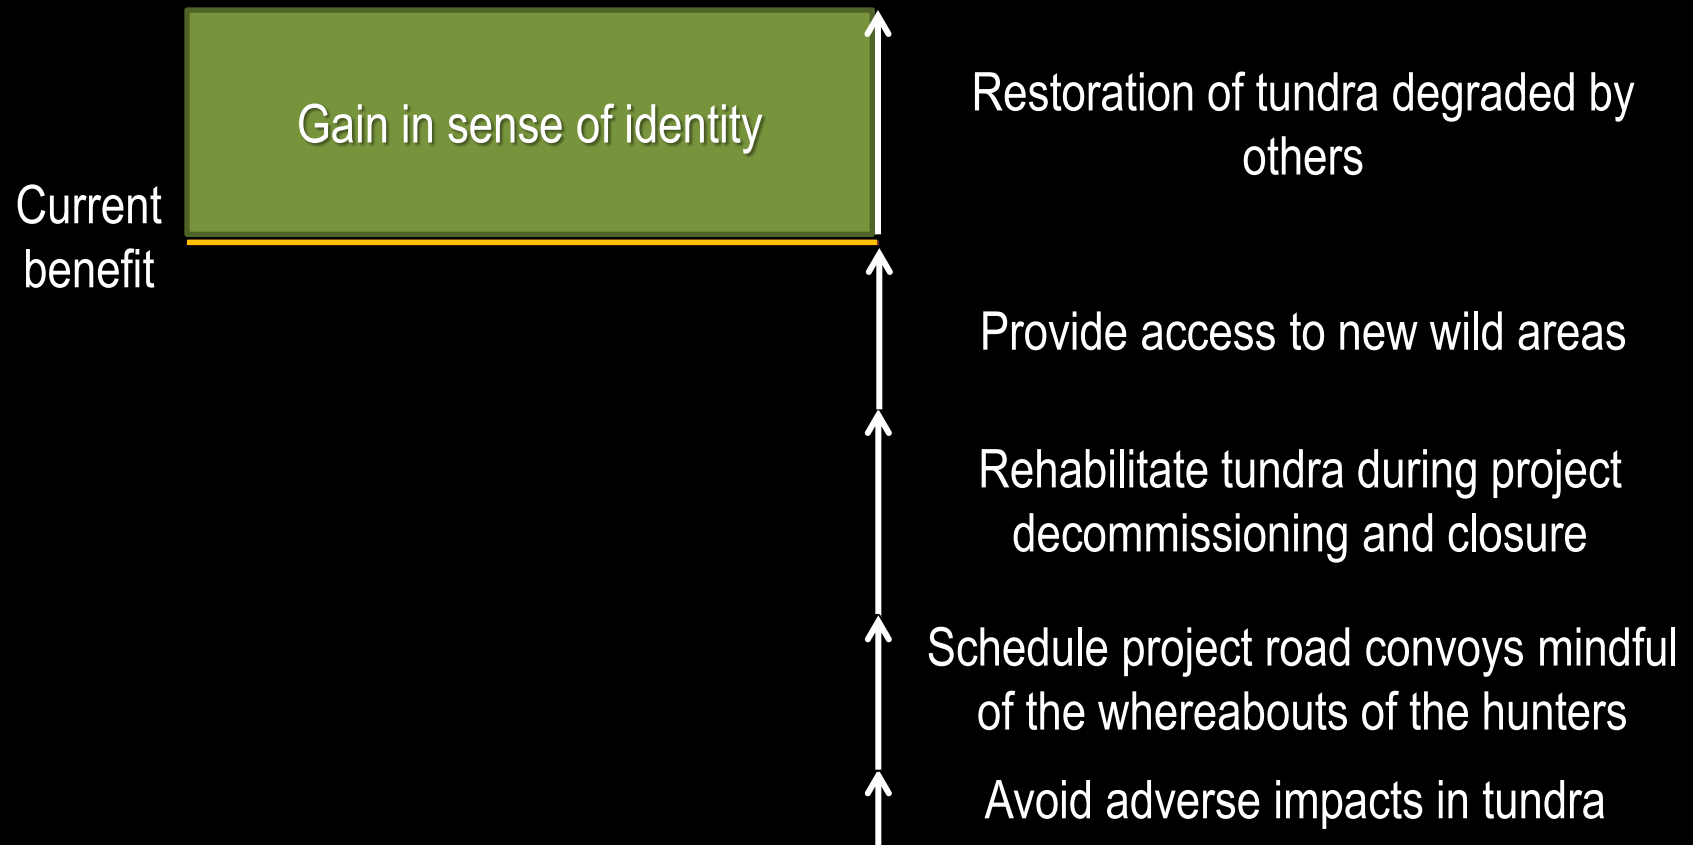 Gain in sense of identity
Restoration of tundra degraded by
others
Current
benefit
Provide access to new wild areas
Rehabilitate tundra during project
decommissioning and closure
Schedule project road convoys mindful
of the whereabouts of the hunters
Avoid adverse impacts in tundra